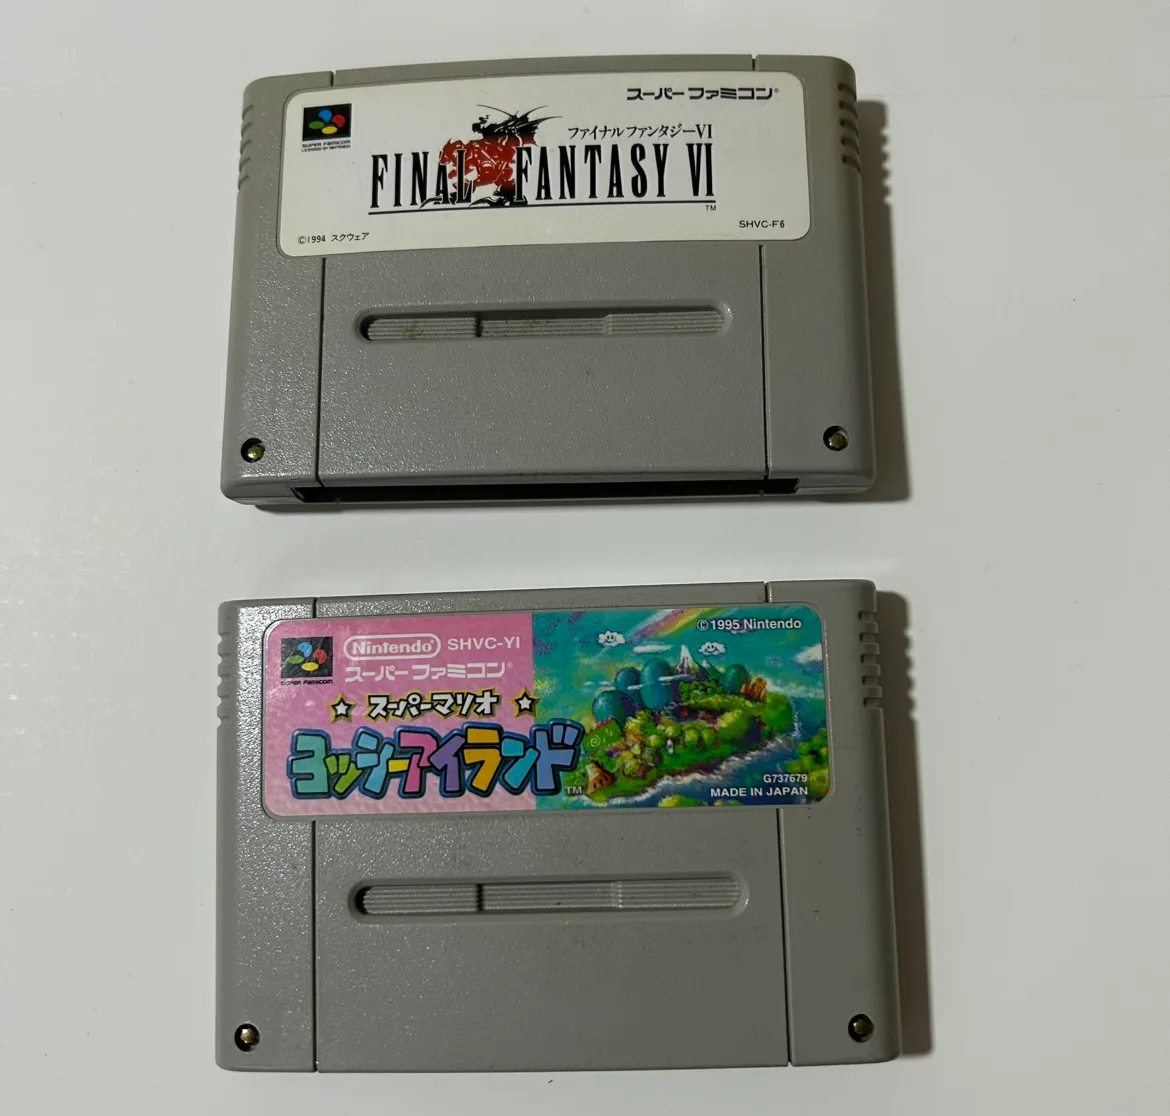 スーパーファミコン®
SUPER FAMICOM
LICENSED BY NINTENDO
ファイナルファンタジーVI
FINAL FANTASY VI
TM
SHVC-F6
©1994 スクウェア
©1995 Nintendo
Nintendo® SHVC-YI
スーパーファミコン®
SUPER FAMICOM
☆ スーパーマリオ ☆
ヨッシーアイランド
TM
G737679
MADE IN JAPAN